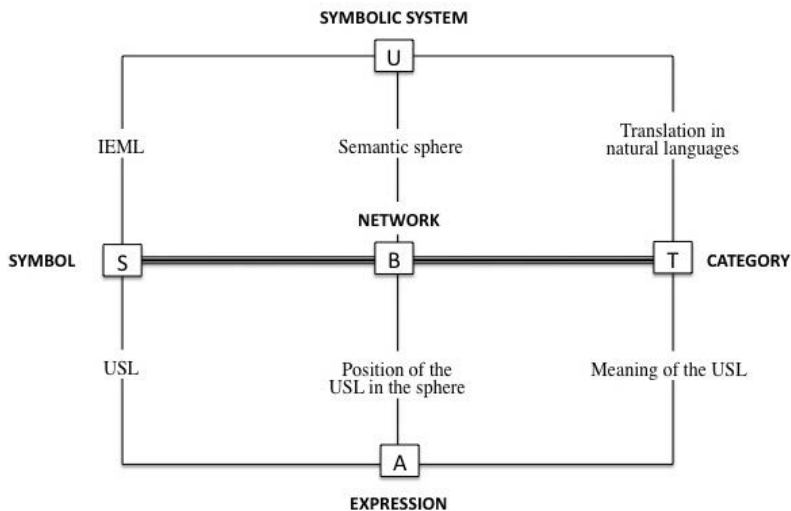 SYMBOLIC SYSTEM
U
IEML
Semantic sphere
Translation in
natural languages
NETWORK
SYMBOL
S
B
T
CATEGORY
USL
Position of the
USL in the sphere
Meaning of the USL
A
EXPRESSION